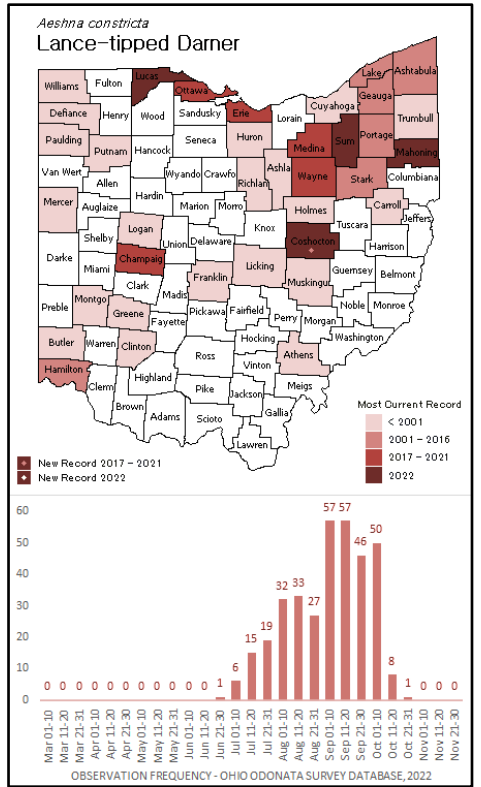 Aeshna constricta
Lance-tipped Darner
Williams
Fulton
Lucas
Ottawa
Lake
Ashtabula
Geauga
Cuyahoga
Trumbull
Defiance
Henry
Wood
Sandusky
Erie
Lorain
Huron
Medina
Sum
Portage
Mahoning
Paulding
Putnam
Hancock
Seneca
Van Wert
Allen
Wyando
Crawfo
Richlan
Ashla
Wayne
Stark
Columbiana
Mercer
Auglaize
Hardin
Marion
Morro
Holmes
Carroll
Jeffers
Logan
Union
Delaware
Knox
Coshocton
Tuscara
Harrison
Shelby
Darke
Miami
Champaig
Clark
Franklin
Licking
Muskingu
Guernsey
Belmont
Preble
Montgo
Greene
Madis
Pickawa
Fairfield
Perry
Morgan
Noble
Monroe
Fayette
Washington
Butler
Warren
Clinton
Hocking
Athens
Ross
Vinton
Hamilton
Clerm
Highland
Pike
Jackson
Meigs
Brown
Adams
Scioto
Gallia
Lawren
Most Current Record
< 2001
2001 - 2016
2017 - 2021
2022
New Record 2017 - 2021
New Record 2022
60
50
40
30
20
10
0
0 0 0 0 0 0 0 0 0 0 0 1 6 15 19 32 33 27 57 57 46 50 8 1 0 0 0
Mar 01-10
Mar 11-20
Mar 21-31
Apr 01-10
Apr 11-20
Apr 21-30
May 01-10
May 11-20
May 21-31
Jun 01-10
Jun 11-20
Jun 21-30
Jul 01-10
Jul 11-20
Jul 21-31
Aug 01-10
Aug 11-20
Aug 21-31
Sep 01-10
Sep 11-20
Sep 21-30
Oct 01-10
Oct 11-20
Oct 21-31
Nov 01-10
Nov 11-20
Nov 21-30
OBSERVATION FREQUENCY - OHIO ODONATA SURVEY DATABASE, 2022